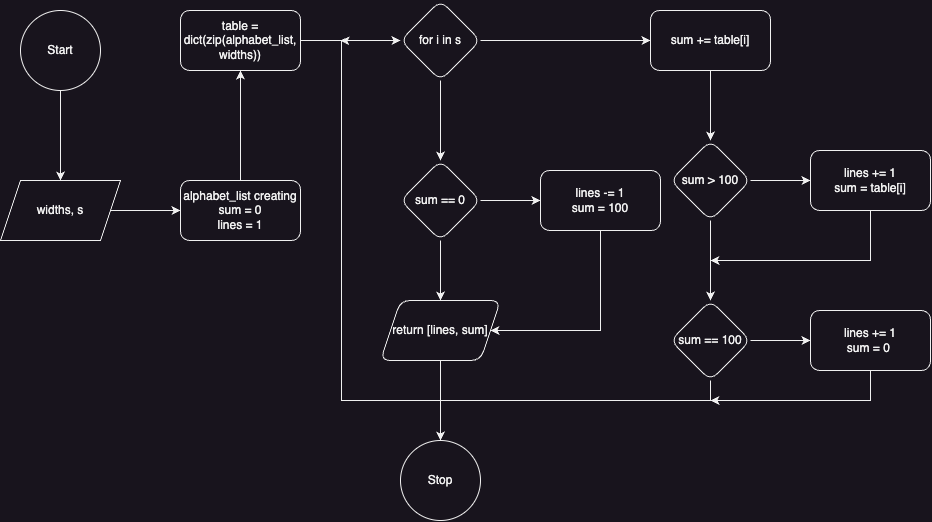 Start
widths, s
alphabet_list creating
sum = 0
lines = 1
table =
dict(zip(alphabet_list,
widths))
for i in s
sum += table[i]
sum > 100
lines += 1
sum = table[i]
sum == 100
lines += 1
sum = 0
sum == 0
lines -= 1
sum = 100
return [lines, sum]
Stop